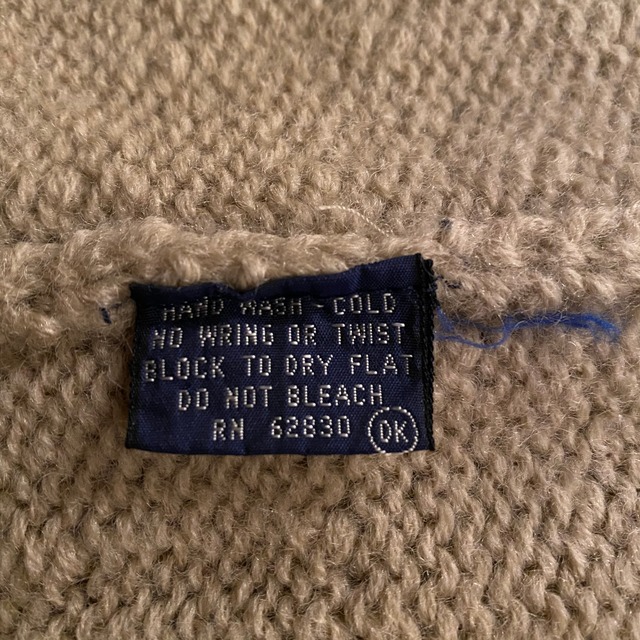 HAND WASH - COLD
NO WRING OR TWIST
BLOCK TO DRY FLAT
DO NOT BLEACH
RN 62830 OK